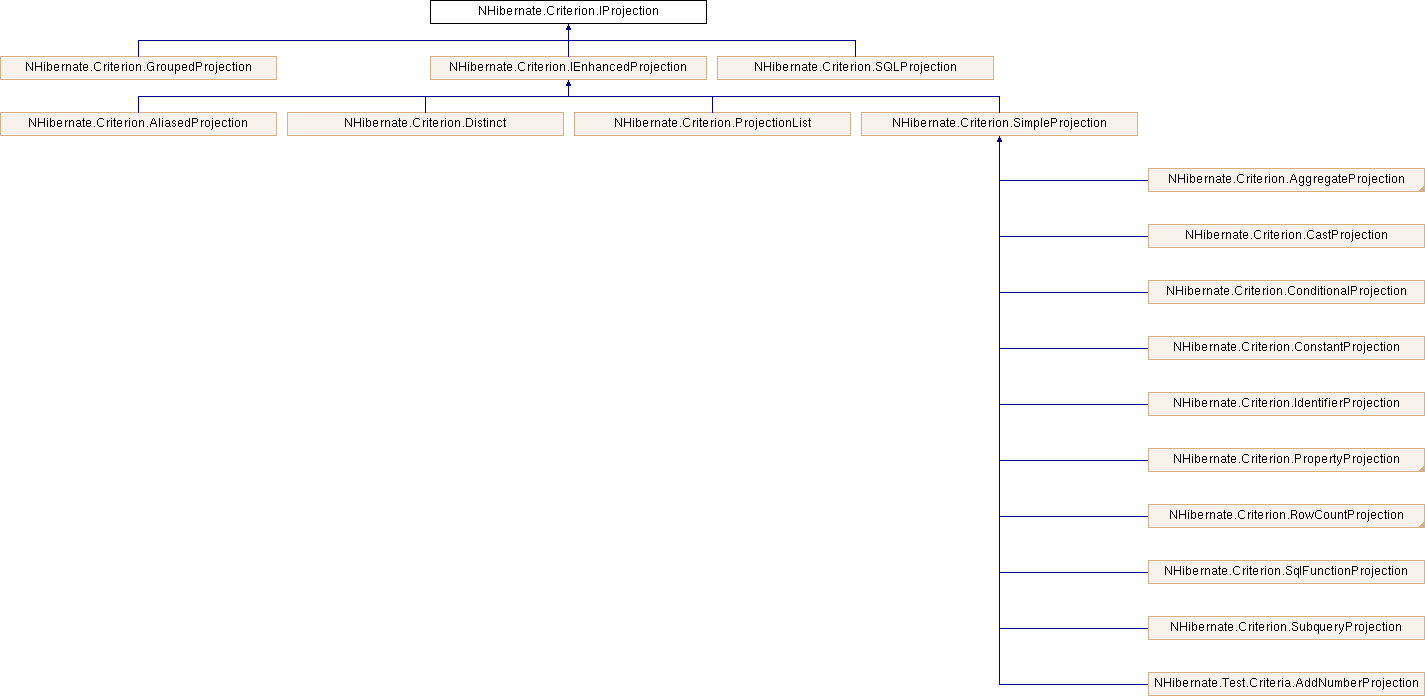 NHibernate.Criterion.IProjection
NHibernate.Criterion.GroupedProjection
NHibernate.Criterion.IEnhancedProjection
NHibernate.Criterion.SQLProjection
NHibernate.Criterion.AliasedProjection
NHibernate.Criterion.Distinct
NHibernate.Criterion.ProjectionList
NHibernate.Criterion.SimpleProjection
NHibernate.Criterion.AggregateProjection
NHibernate.Criterion.CastProjection
NHibernate.Criterion.ConditionalProjection
NHibernate.Criterion.ConstantProjection
NHibernate.Criterion.IdentifierProjection
NHibernate.Criterion.PropertyProjection
NHibernate.Criterion.RowCountProjection
NHibernate.Criterion.SqlFunctionProjection
NHibernate.Criterion.SubqueryProjection
NHibernate.Test.Criteria.AddNumberProjection